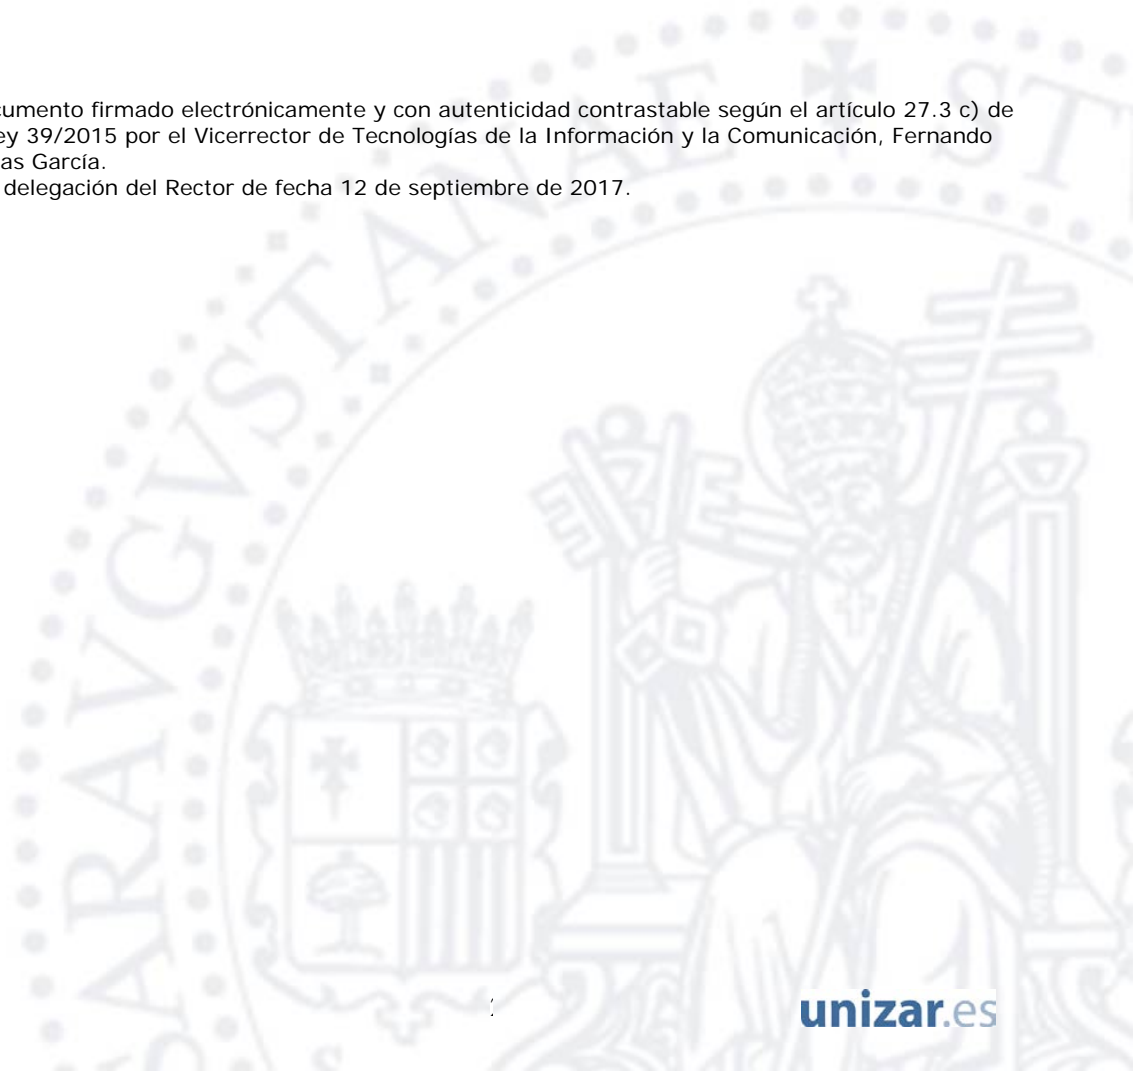 cumento firmado electrónicamente y con autenticidad contrastable según el artículo 27.3 c) de
ey 39/2015 por el Vicerrector de Tecnologías de la Información y la Comunicación, Fernando
as García.
delegación del Rector de fecha 12 de septiembre de 2017.
ARAVGVSTANAE ST
unizar.es